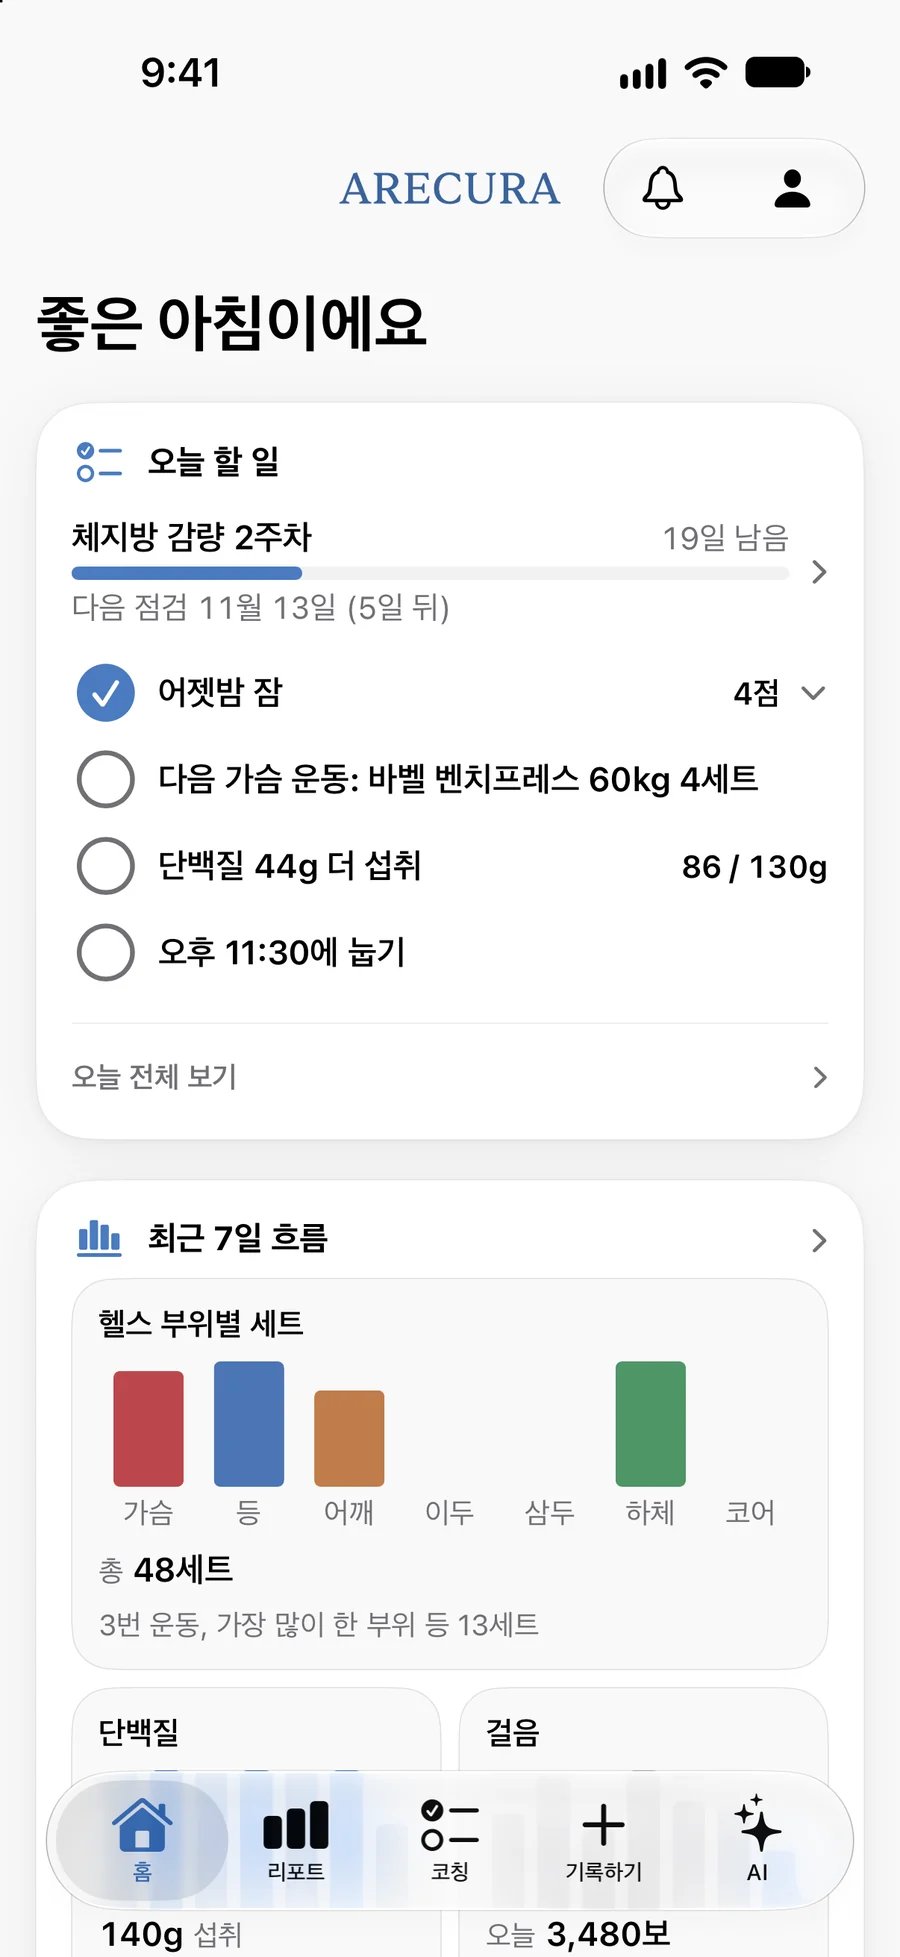 9:41
ARECURA
좋은 아침이에요
오늘 할 일
체지방 감량 2주차 19일 남음
다음 점검 11월 13일 (5일 뒤)
어젯밤 잠 4점
다음 가슴 운동: 바벨 벤치프레스 60kg 4세트
단백질 44g 더 섭취 86 / 130g
오후 11:30에 눕기
오늘 전체 보기
최근 7일 흐름
헬스 부위별 세트
가슴 등 어깨 이두 삼두 하체 코어
총 48세트
3번 운동, 가장 많이 한 부위 등 13세트
단백질 걸음
홈 리포트 코칭 기록하기 AI
140g 섭취 오늘 3,480보